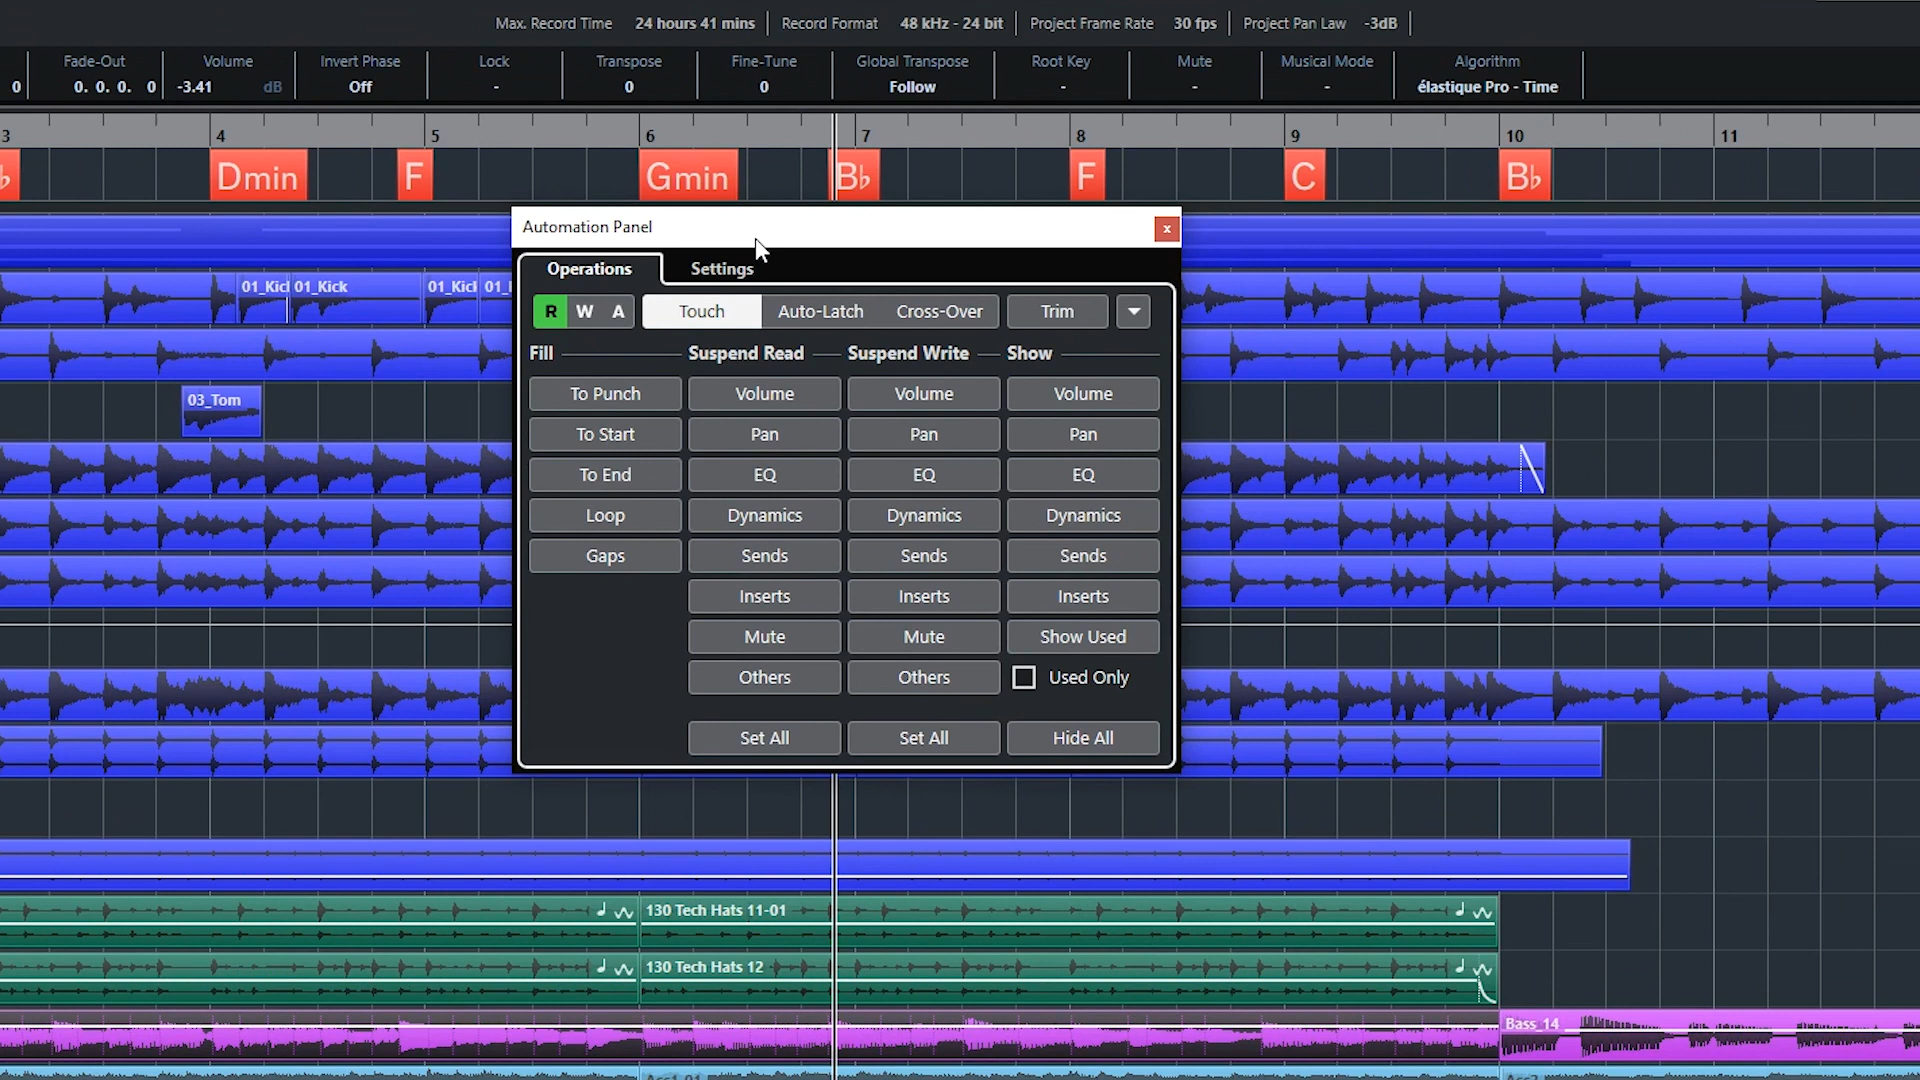 Max. Record Time 24 hours 41 mins Record Format 48 kHz - 24 bit Project Frame Rate 30 fps Project Pan Law -3dB
Fade-Out Volume Invert Phase Lock Transpose Fine-Tune Global Transpose Root Key Mute Musical Mode Algorithm
0 0. 0. 0. 0 -3.41 dB Off - 0 0 Follow - - - élastique Pro - Time
3 4 5 6 7 8 9 10 11
♭ Dmin F Gmin B♭ F C B♭
Automation Panel x
Operations Settings
R W A Touch Auto-Latch Cross-Over Trim
01_Kick 01_Kick
Fill Suspend Read Suspend Write Show
To Punch Volume Volume Volume
03_Tom
To Start Pan Pan Pan
To End EQ EQ EQ
Loop Dynamics Dynamics Dynamics
Gaps Sends Sends Sends
Inserts Inserts Inserts
Mute Mute Show Used
Others Others Used Only
Set All Set All Hide All
130 Tech Hats 11-01
130 Tech Hats 12
Bass_14